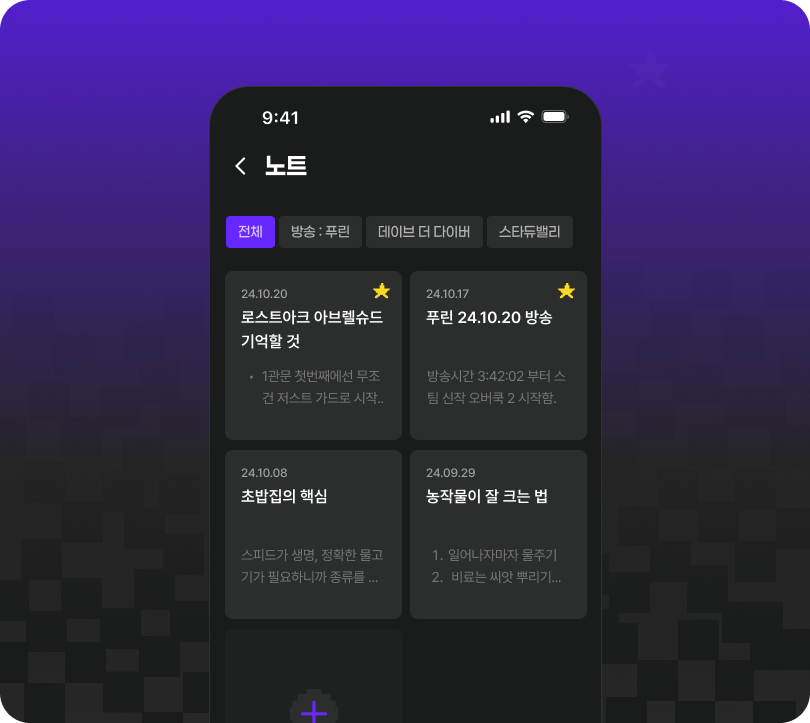 9:41
노트
전체
방송 : 푸린
데이브 더 다이버
스타듀밸리
24.10.20
로스트아크 아브렐슈드
기억할 것
• 1관문 첫번째에선 무조
건 저스트 가드로 시작..
24.10.17
푸린 24.10.20 방송
방송시간 3:42:02 부터 스
팀 신작 오버쿡 2 시작함.
24.10.08
초밥집의 핵심
스피드가 생명, 정확한 물고
기가 필요하니까 종류를 ...
24.09.29
농작물이 잘 크는 법
1. 일어나자마자 물주기
2. 비료는 씨앗 뿌리기...